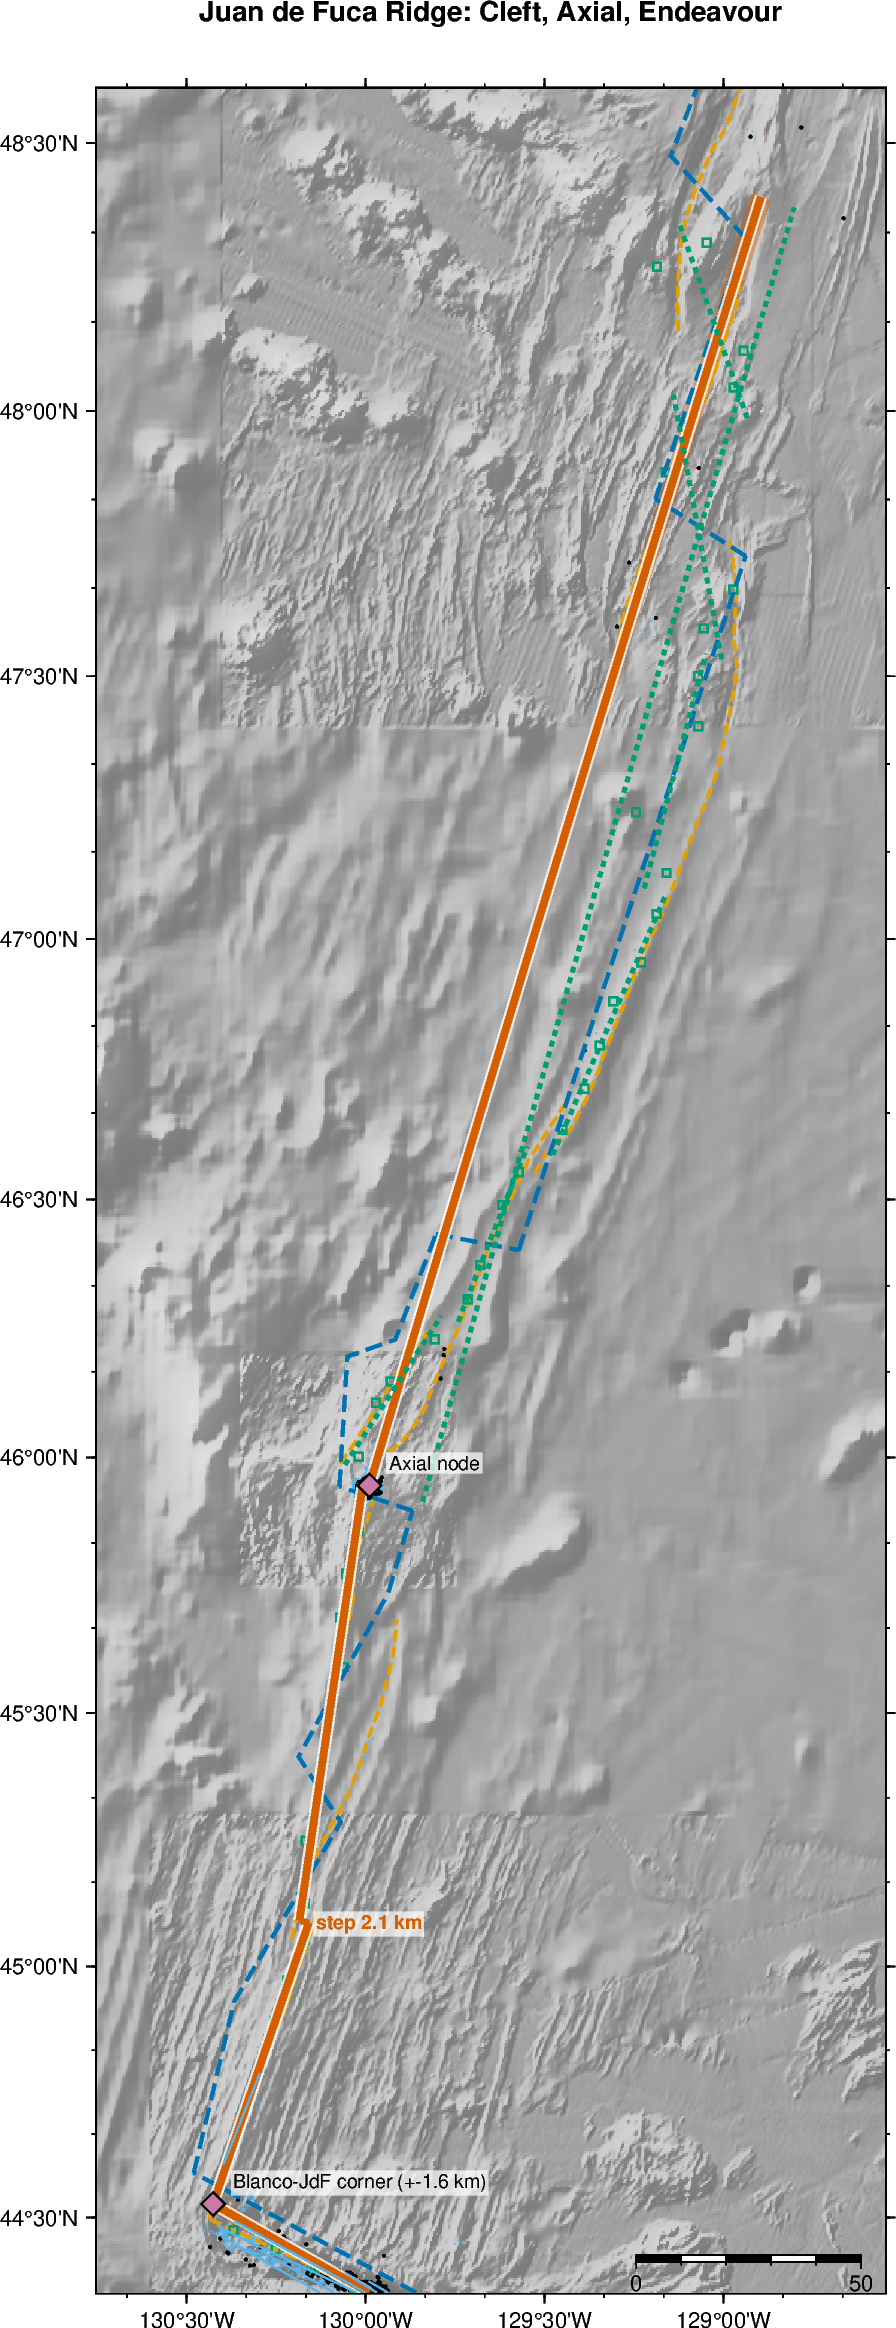 Juan de Fuca Ridge: Cleft, Axial, Endeavour
48°30'N
48°00'N
47°30'N
47°00'N
46°30'N
46°00'N
Axial node
45°30'N
step 2.1 km
45°00'N
Blanco-JdF corner (+-1.6 km)
44°30'N
0 50
130°30'W 130°00'W 129°30'W 129°00'W